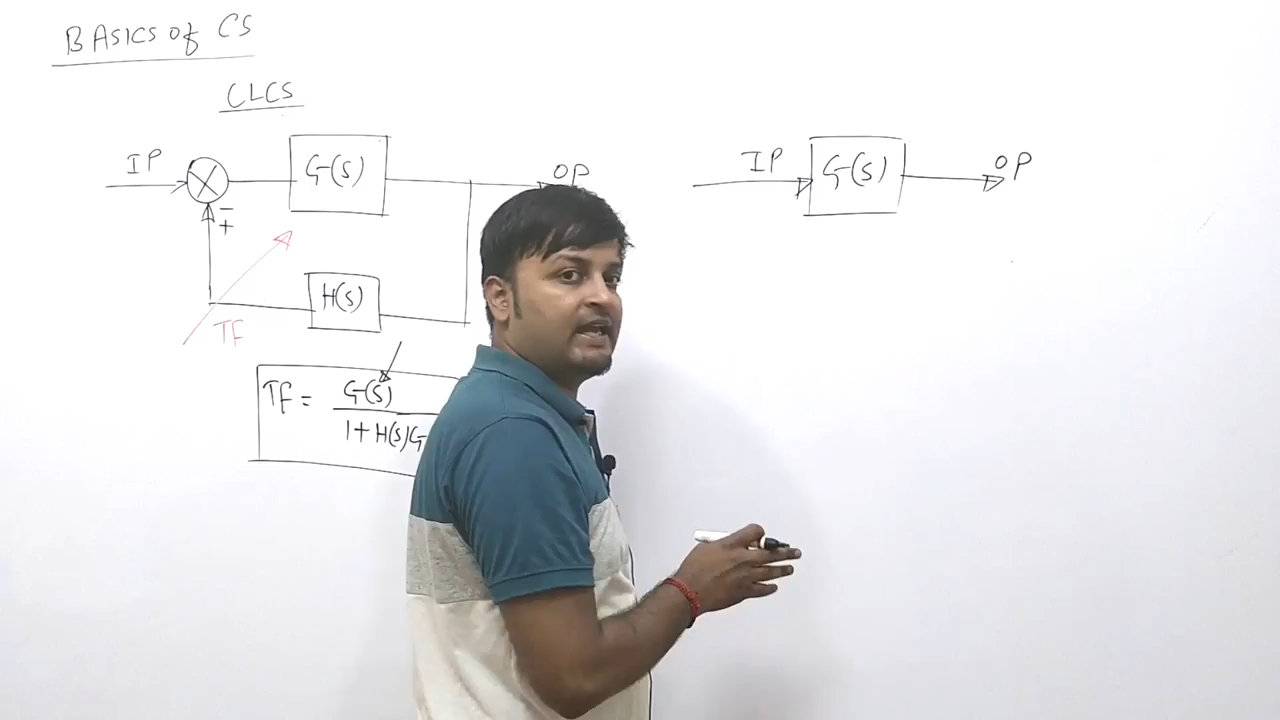 BASICS of CS
CLCS
IP
G(S)
OP
-
+
H(S)
TF
TF = G(S)
1+H(S)G
IP
G(S)
OP